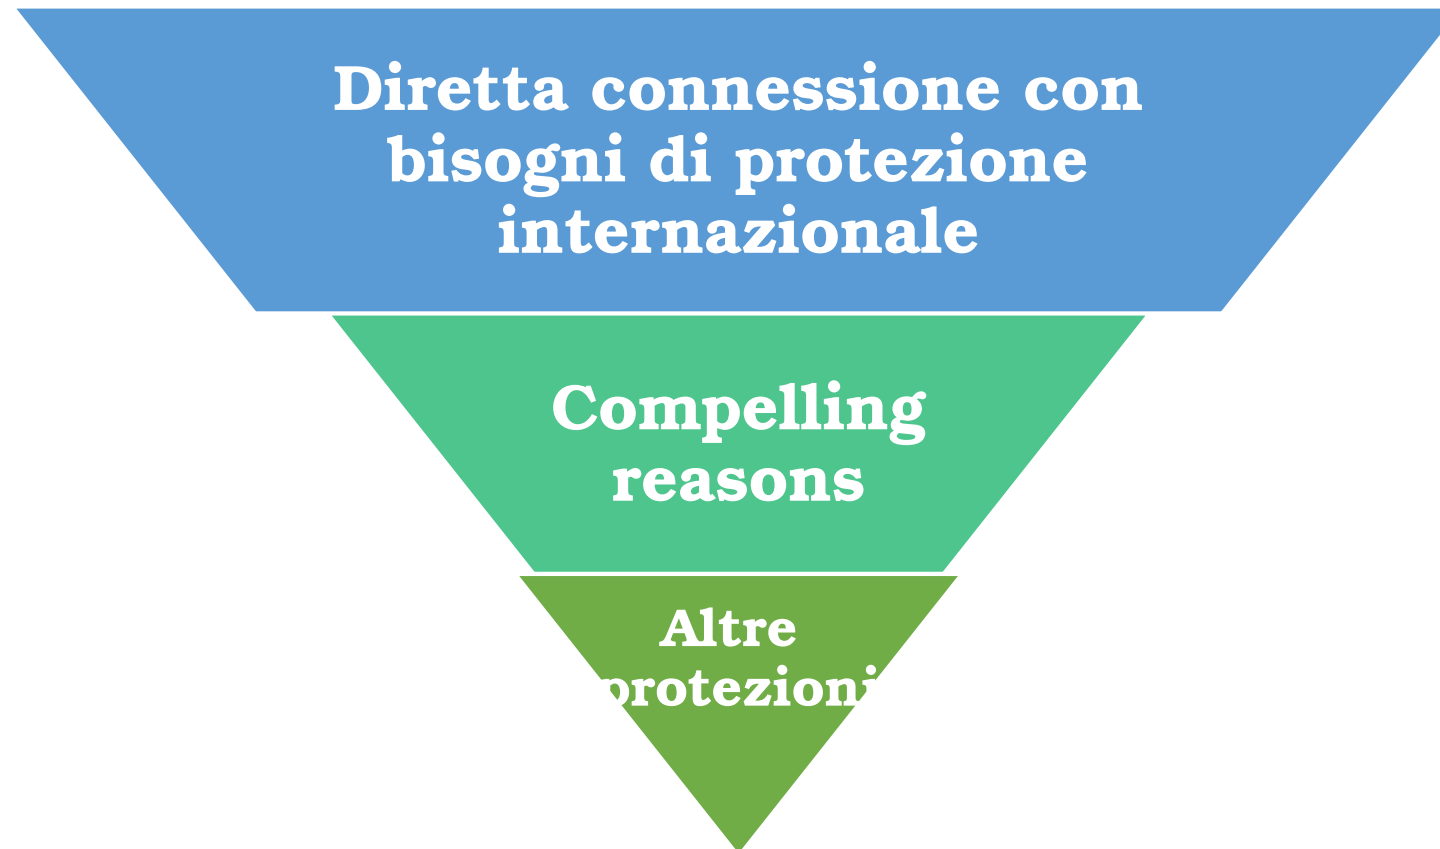 Diretta connessione con
bisogni di protezione
internazionale
Compelling
reasons
Altre
protezioni